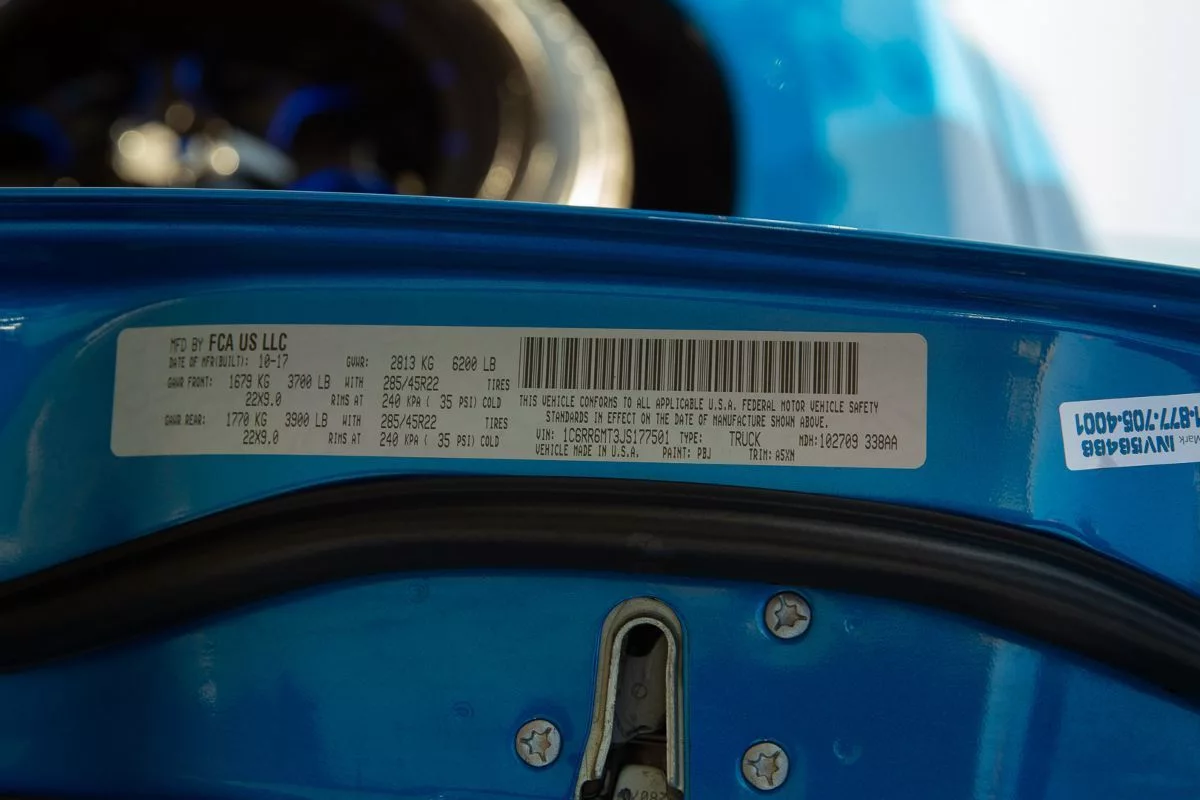 MFD BY FCA US LLC
DATE OF MFR(BUILT): 10-17 GVWR: 2813 KG 6200 LB
GAWR FRONT: 1679 KG 3700 LB WITH 285/45R22 TIRES
22X9.0 RIMS AT 240 KPA ( 35 PSI) COLD
GAWR REAR: 1770 KG 3900 LB WITH 285/45R22 TIRES
22X9.0 RIMS AT 240 KPA ( 35 PSI) COLD
THIS VEHICLE CONFORMS TO ALL APPLICABLE U.S.A. FEDERAL MOTOR VEHICLE SAFETY
STANDARDS IN EFFECT ON THE DATE OF MANUFACTURE SHOWN ABOVE.
VIN: 1C6RR6MT3JS177501 TYPE: TRUCK MDH:102709 338AA
VEHICLE MADE IN U.S.A. PAINT: PBJ TRIM: A5XN
Mark INV58488
1-877-705-4001